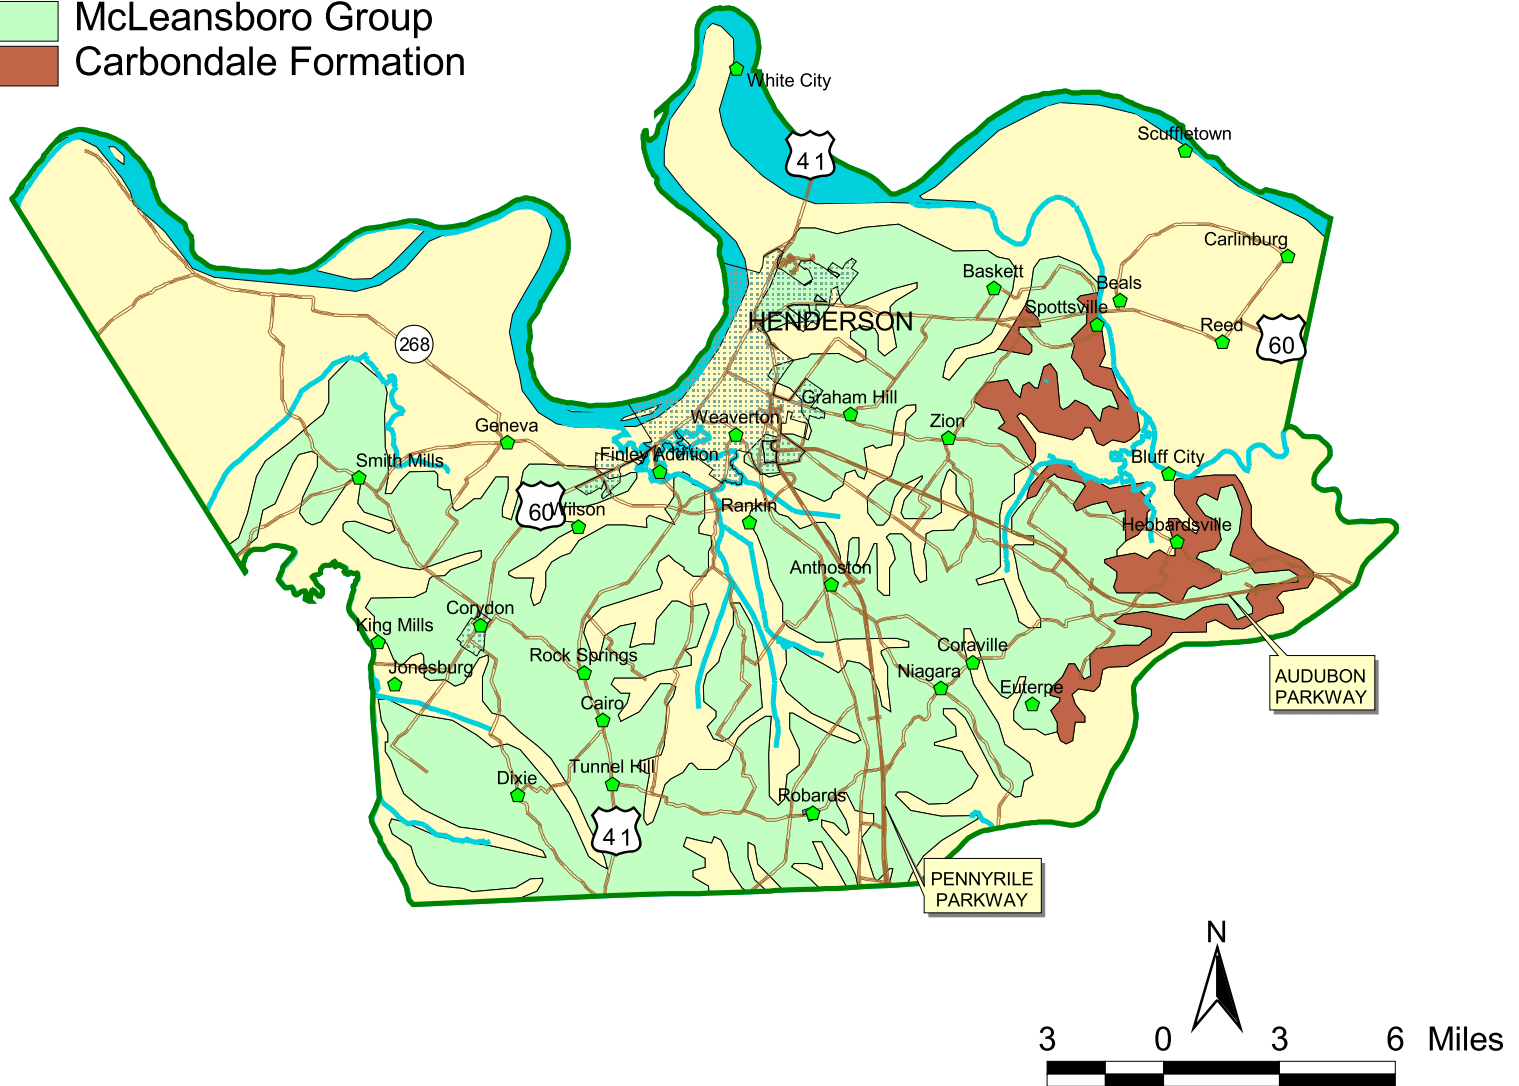 McLeansboro Group
Carbondale Formation
White City
41
Scuffletown
Carlinburg
Baskett
Beals
Spottsville
HENDERSON
Reed
60
268
Graham Hill
Weaverton
Zion
Geneva
Finley Addition
Smith Mills
Bluff City
60
Wilson
Rankin
Hebbardsville
Anthoston
Corydon
King Mills
Rock Springs
Coraville
Jonesburg
Niagara
Euterpe
AUDUBON
PARKWAY
Cairo
Tunnel Hill
Dixie
Robards
41
PENNYRILE
PARKWAY
N
3 0 3 6 Miles